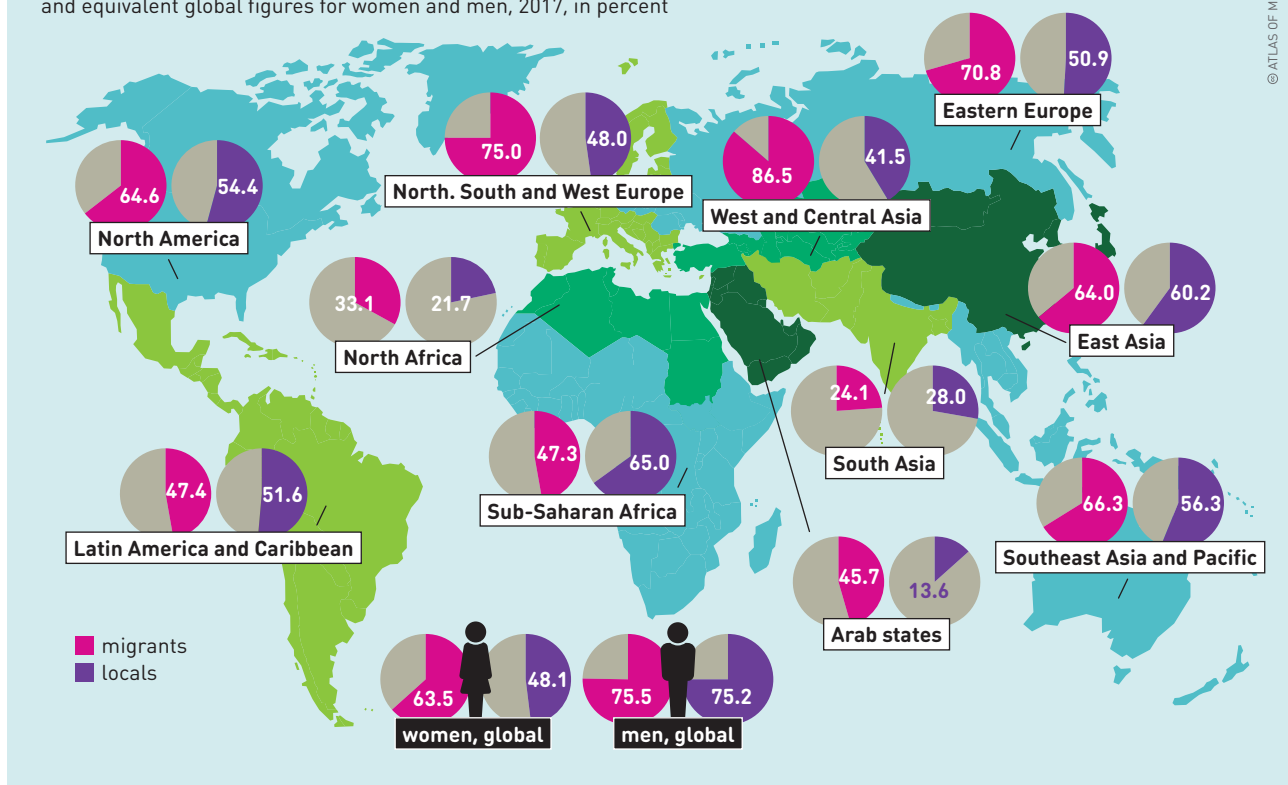 and equivalent global figures for women and men, 2017, in percent
© ATLAS OF M
70.8
50.9
Eastern Europe
75.0
48.0
North. South and West Europe
86.5
41.5
West and Central Asia
64.6
54.4
North America
33.1
21.7
North Africa
64.0
60.2
East Asia
24.1
28.0
South Asia
47.3
65.0
Sub-Saharan Africa
47.4
51.6
Latin America and Caribbean
66.3
56.3
Southeast Asia and Pacific
45.7
13.6
Arab states
migrants
locals
63.5
48.1
women, global
75.5
75.2
men, global